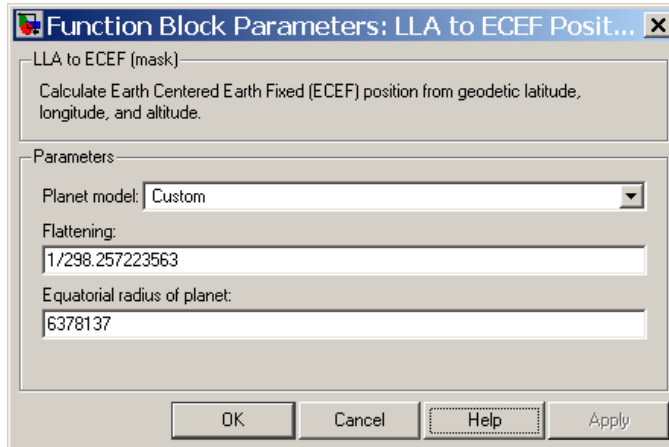 Function Block Parameters: LLA to ECEF Posit...
LLA to ECEF (mask)
Calculate Earth Centered Earth Fixed (ECEF) position from geodetic latitude,
longitude, and altitude.
Parameters
Planet model: Custom
Flattening:
1/298.257223563
Equatorial radius of planet:
6378137
OK Cancel Help Apply